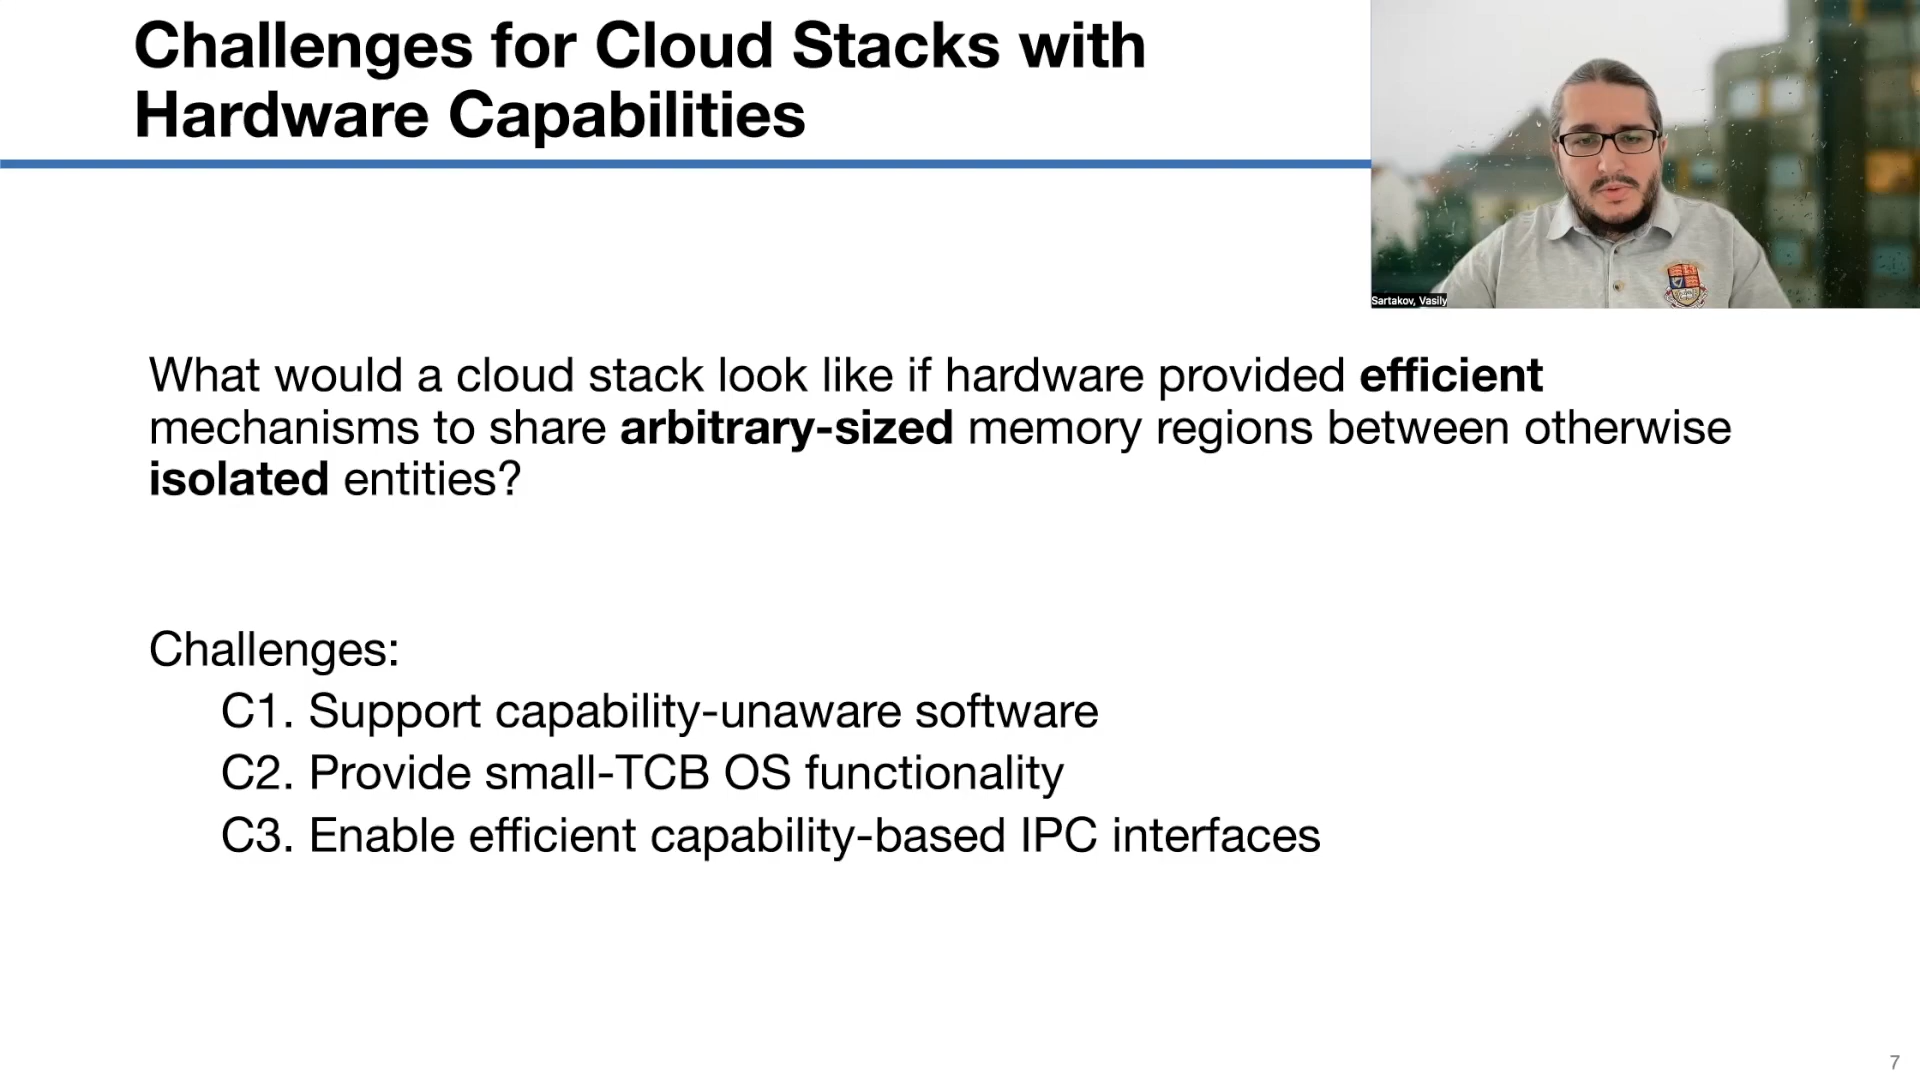 Challenges for Cloud Stacks with
Hardware Capabilities
Sartakov, Vasily
What would a cloud stack look like if hardware provided efficient
mechanisms to share arbitrary-sized memory regions between otherwise
isolated entities?
Challenges:
C1. Support capability-unaware software
C2. Provide small-TCB OS functionality
C3. Enable efficient capability-based IPC interfaces
7